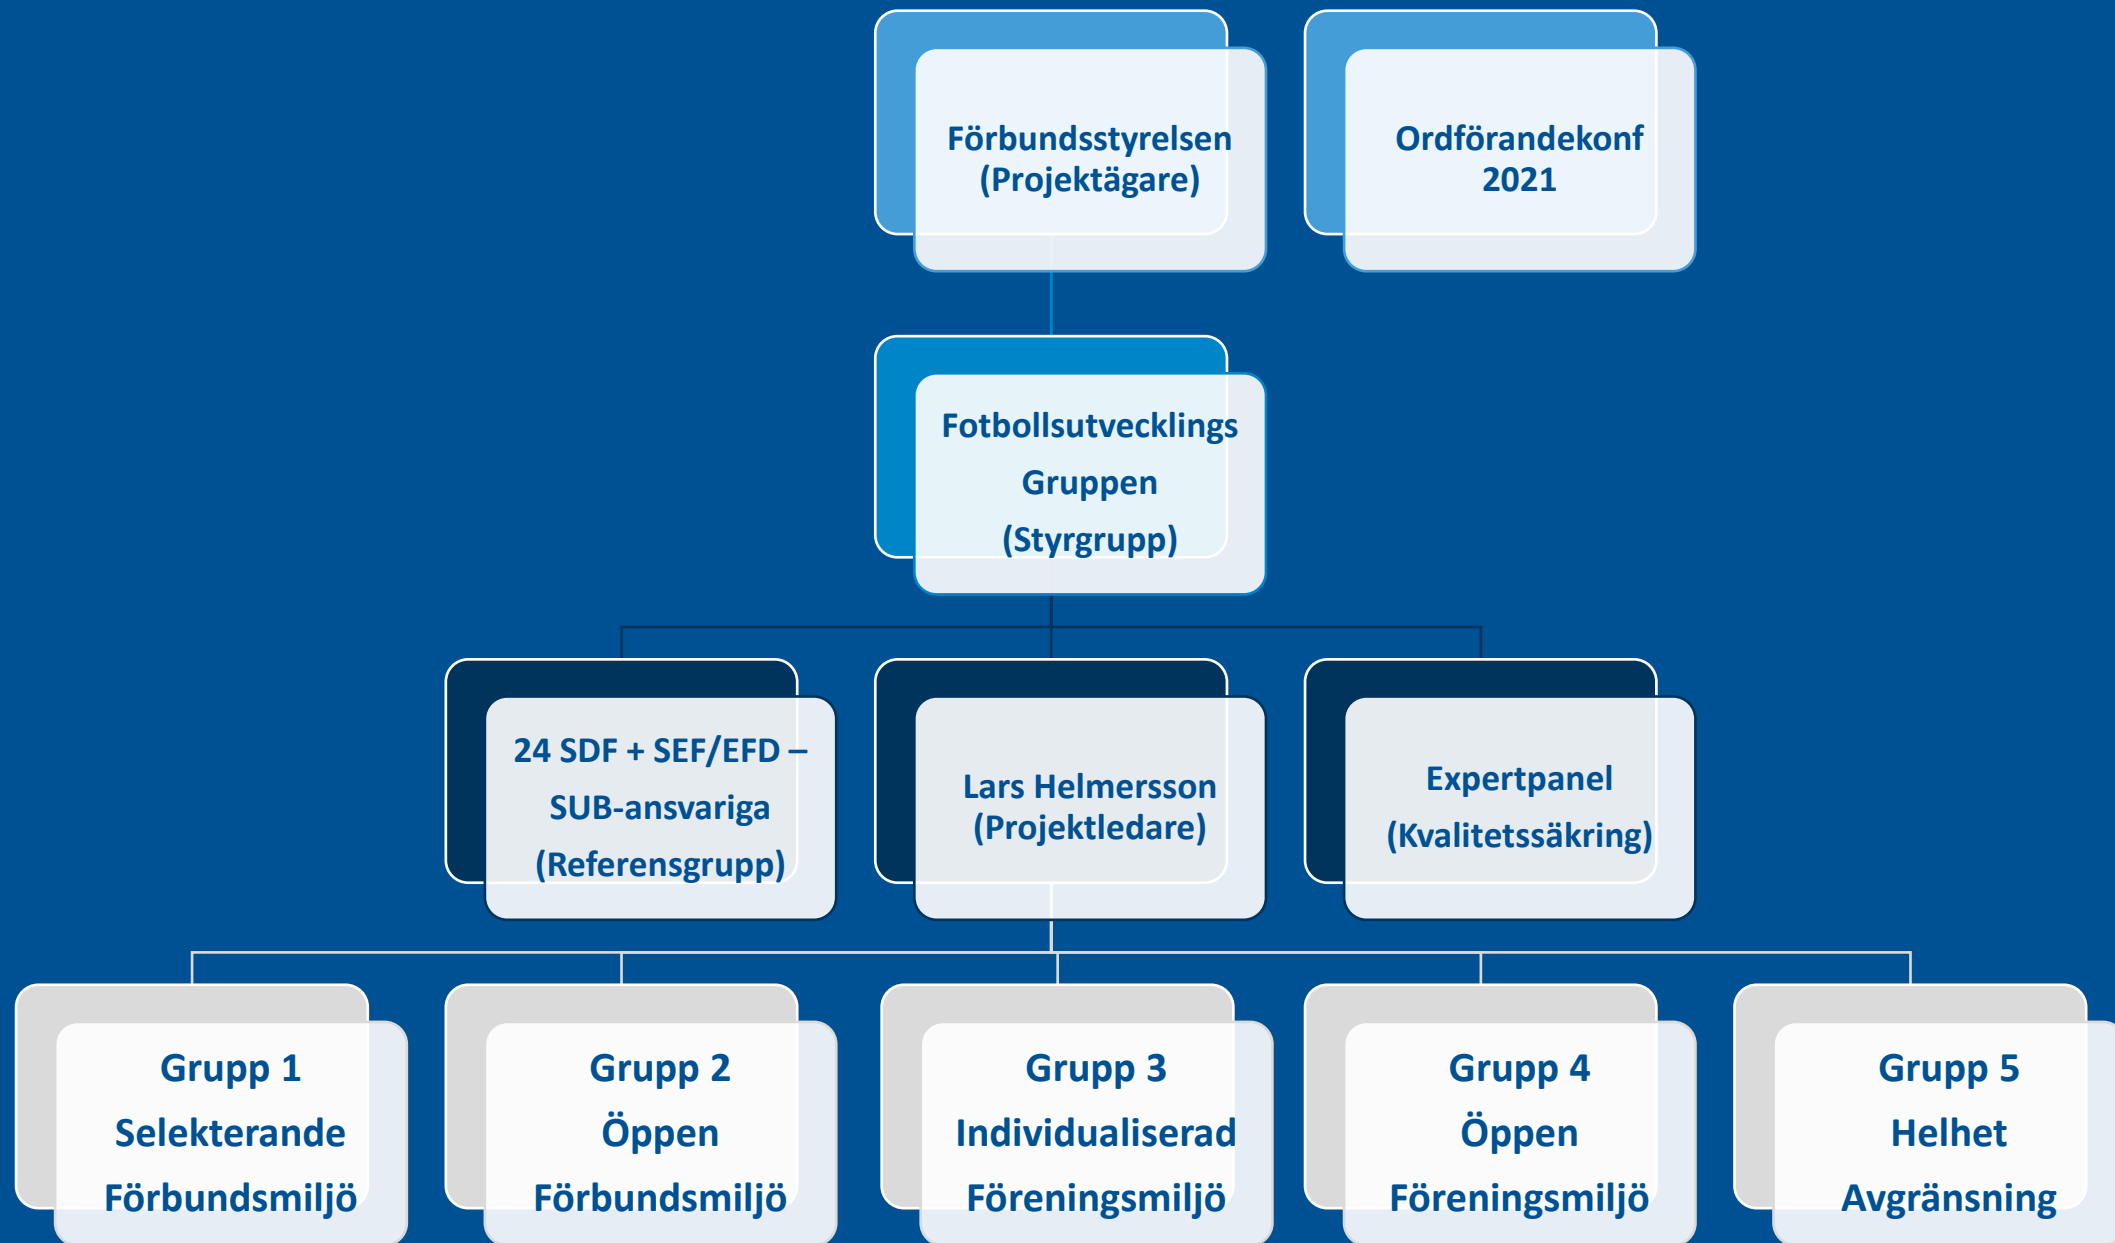 Förbundsstyrelsen
(Projektägare)
Ordförandekonf
2021
Fotbollsutvecklings
Gruppen
(Styrgrupp)
24 SDF + SEF/EFD –
SUB-ansvariga
(Referensgrupp)
Lars Helmersson
(Projektledare)
Expertpanel
(Kvalitetssäkring)
Grupp 1
Selekterande
Förbundsmiljö
Grupp 2
Öppen
Förbundsmiljö
Grupp 3
Individualiserad
Föreningsmiljö
Grupp 4
Öppen
Föreningsmiljö
Grupp 5
Helhet
Avgränsning